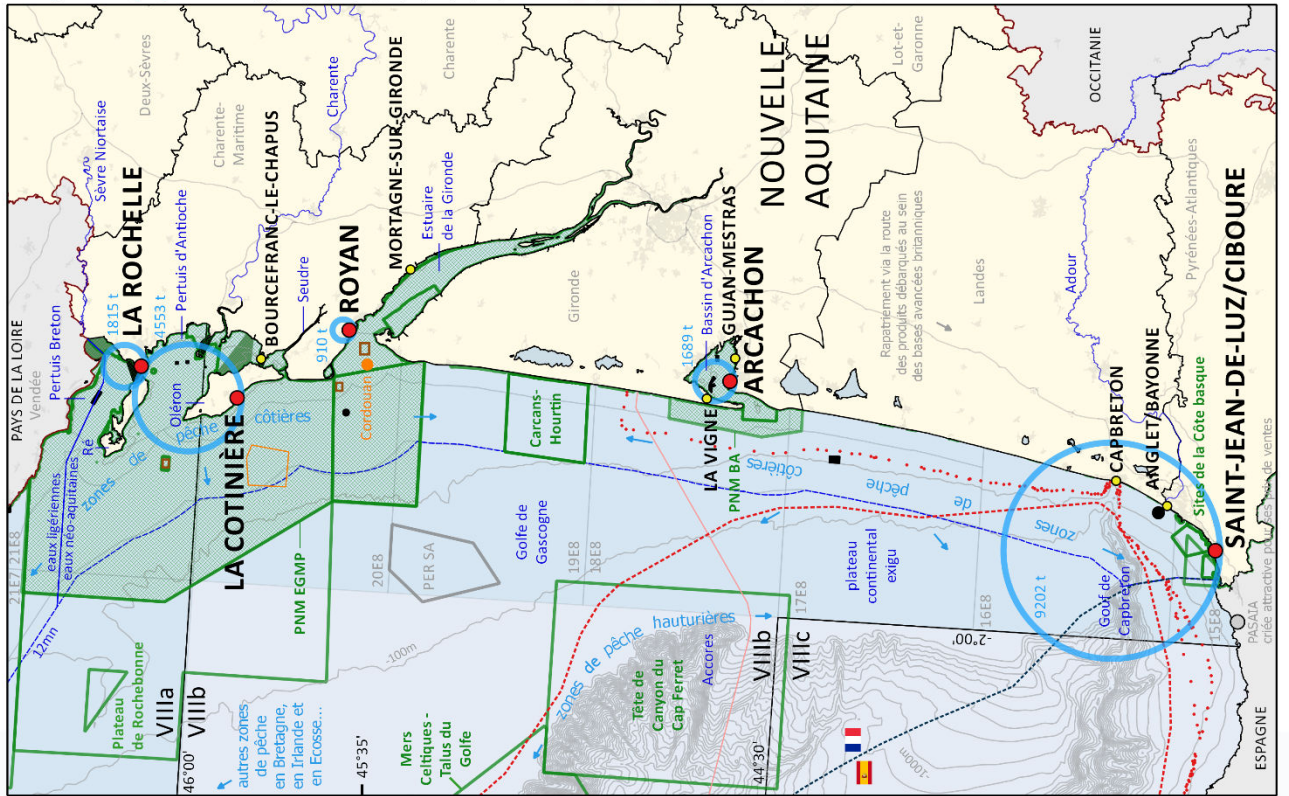 PAYS DE LA LOIRE
Vendée
Sèvre Niortaise
Deux-Sèvres
Pertuis Breton
1815 t
LA ROCHELLE
4553 t
Pertuis d'Antioche
Charente-
Maritime
BOURCEFRANC-LE-CHAPUS
Charente
Seudre
ROYAN
910 t
MORTAGNE-SUR-GIRONDE
Charente
Estuaire
de la Gironde
Ré
Oléron
eaux ligériennes
eaux néo-aquitaines
zones de pêche côtières
LA COTINIÈRE
Cordouan
21E7
21E8
12mn
PNM EGMP
Plateau
de Rochebonne
VIIIa
VIIIb
46°00'
autres zones
de pêche
en Bretagne,
en Irlande et
en Ecosse...
45°35'
-100m
20E8
PER SA
Golfe de
Gascogne
Carcans-
Hourtin
Gironde
19E8
18E8
Mers
Celtiques -
Talus du
Golfe
zones de pêche hauturières
Tête de
Canyon du
Cap Ferret
Accores
VIIIb
VIIIc
44°30'
17E8
1689 t
Bassin d'Arcachon
GUJAN-MESTRAS
ARCACHON
LA VIGNE
PNM BA
NOUVELLE
AQUITAINE
Lot-et-
Garonne
Rapatriement via la route
des produits débarqués au sein
des bases avancées britanniques
Landes
zones de pêche côtières
plateau
continental
exigu
16E8
9202 t
Gouf de
Capbreton
-2°00'
-1000m
15E8
Adour
CAPBRETON
ANGLET/BAYONNE
Sites de la Côte basque
SAINT-JEAN-DE-LUZ/CIBOURE
Pyrénées-Atlantiques
OCCITANIE
PASAIA
criée attractive pour ses prix de ventes
ESPAGNE